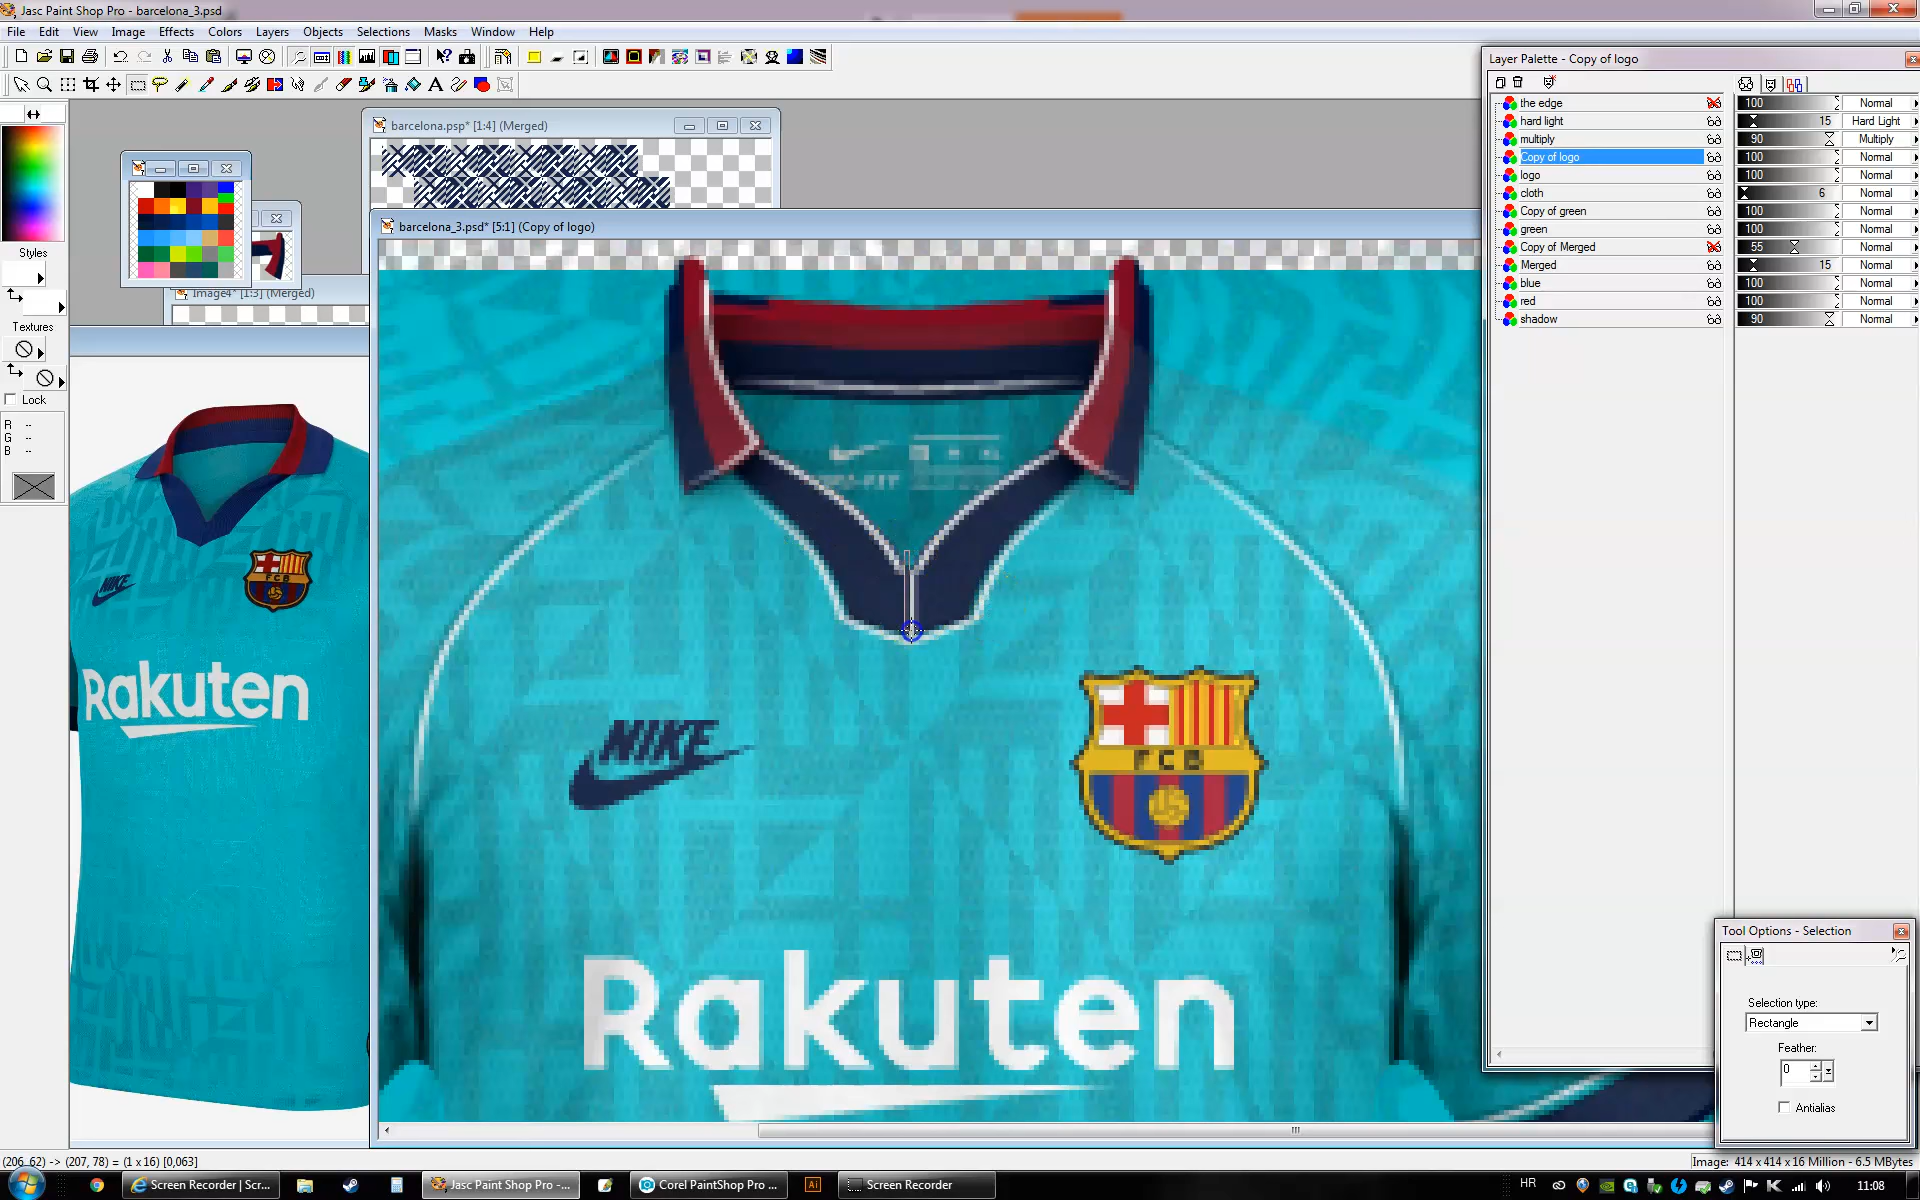 Jasc Paint Shop Pro - barcelona_3.psd
File Edit View Image Effects Colors Layers Objects Selections Masks Window Help
Layer Palette - Copy of logo
the edge 100 Normal
hard light 15 Hard Light
multiply 90 Multiply
Copy of logo 100 Normal
logo 100 Normal
cloth 6 Normal
Copy of green 100 Normal
green 100 Normal
Copy of Merged 55 Normal
Merged 15 Normal
blue 100 Normal
red 100 Normal
shadow 90 Normal
barcelona.psp* [1:4] (Merged)
barcelona_3.psd* [5:1] (Copy of logo)
Image4* [1:3] (Merged)
Styles
Textures
Lock
R --
G --
B --
NIKE
FCB
Rakuten
NIKE
FCB
Rakuten
Tool Options - Selection
Selection type:
Rectangle
Feather:
0
Antialias
(206, 62) -> (207, 78) = (1 x 16) [0,063]
Image: 414 x 414 x 16 Million - 6.5 MBytes
Screen Recorder | Scr...
Jasc Paint Shop Pro -...
Corel PaintShop Pro ...
Ai
Screen Recorder
HR
11:08